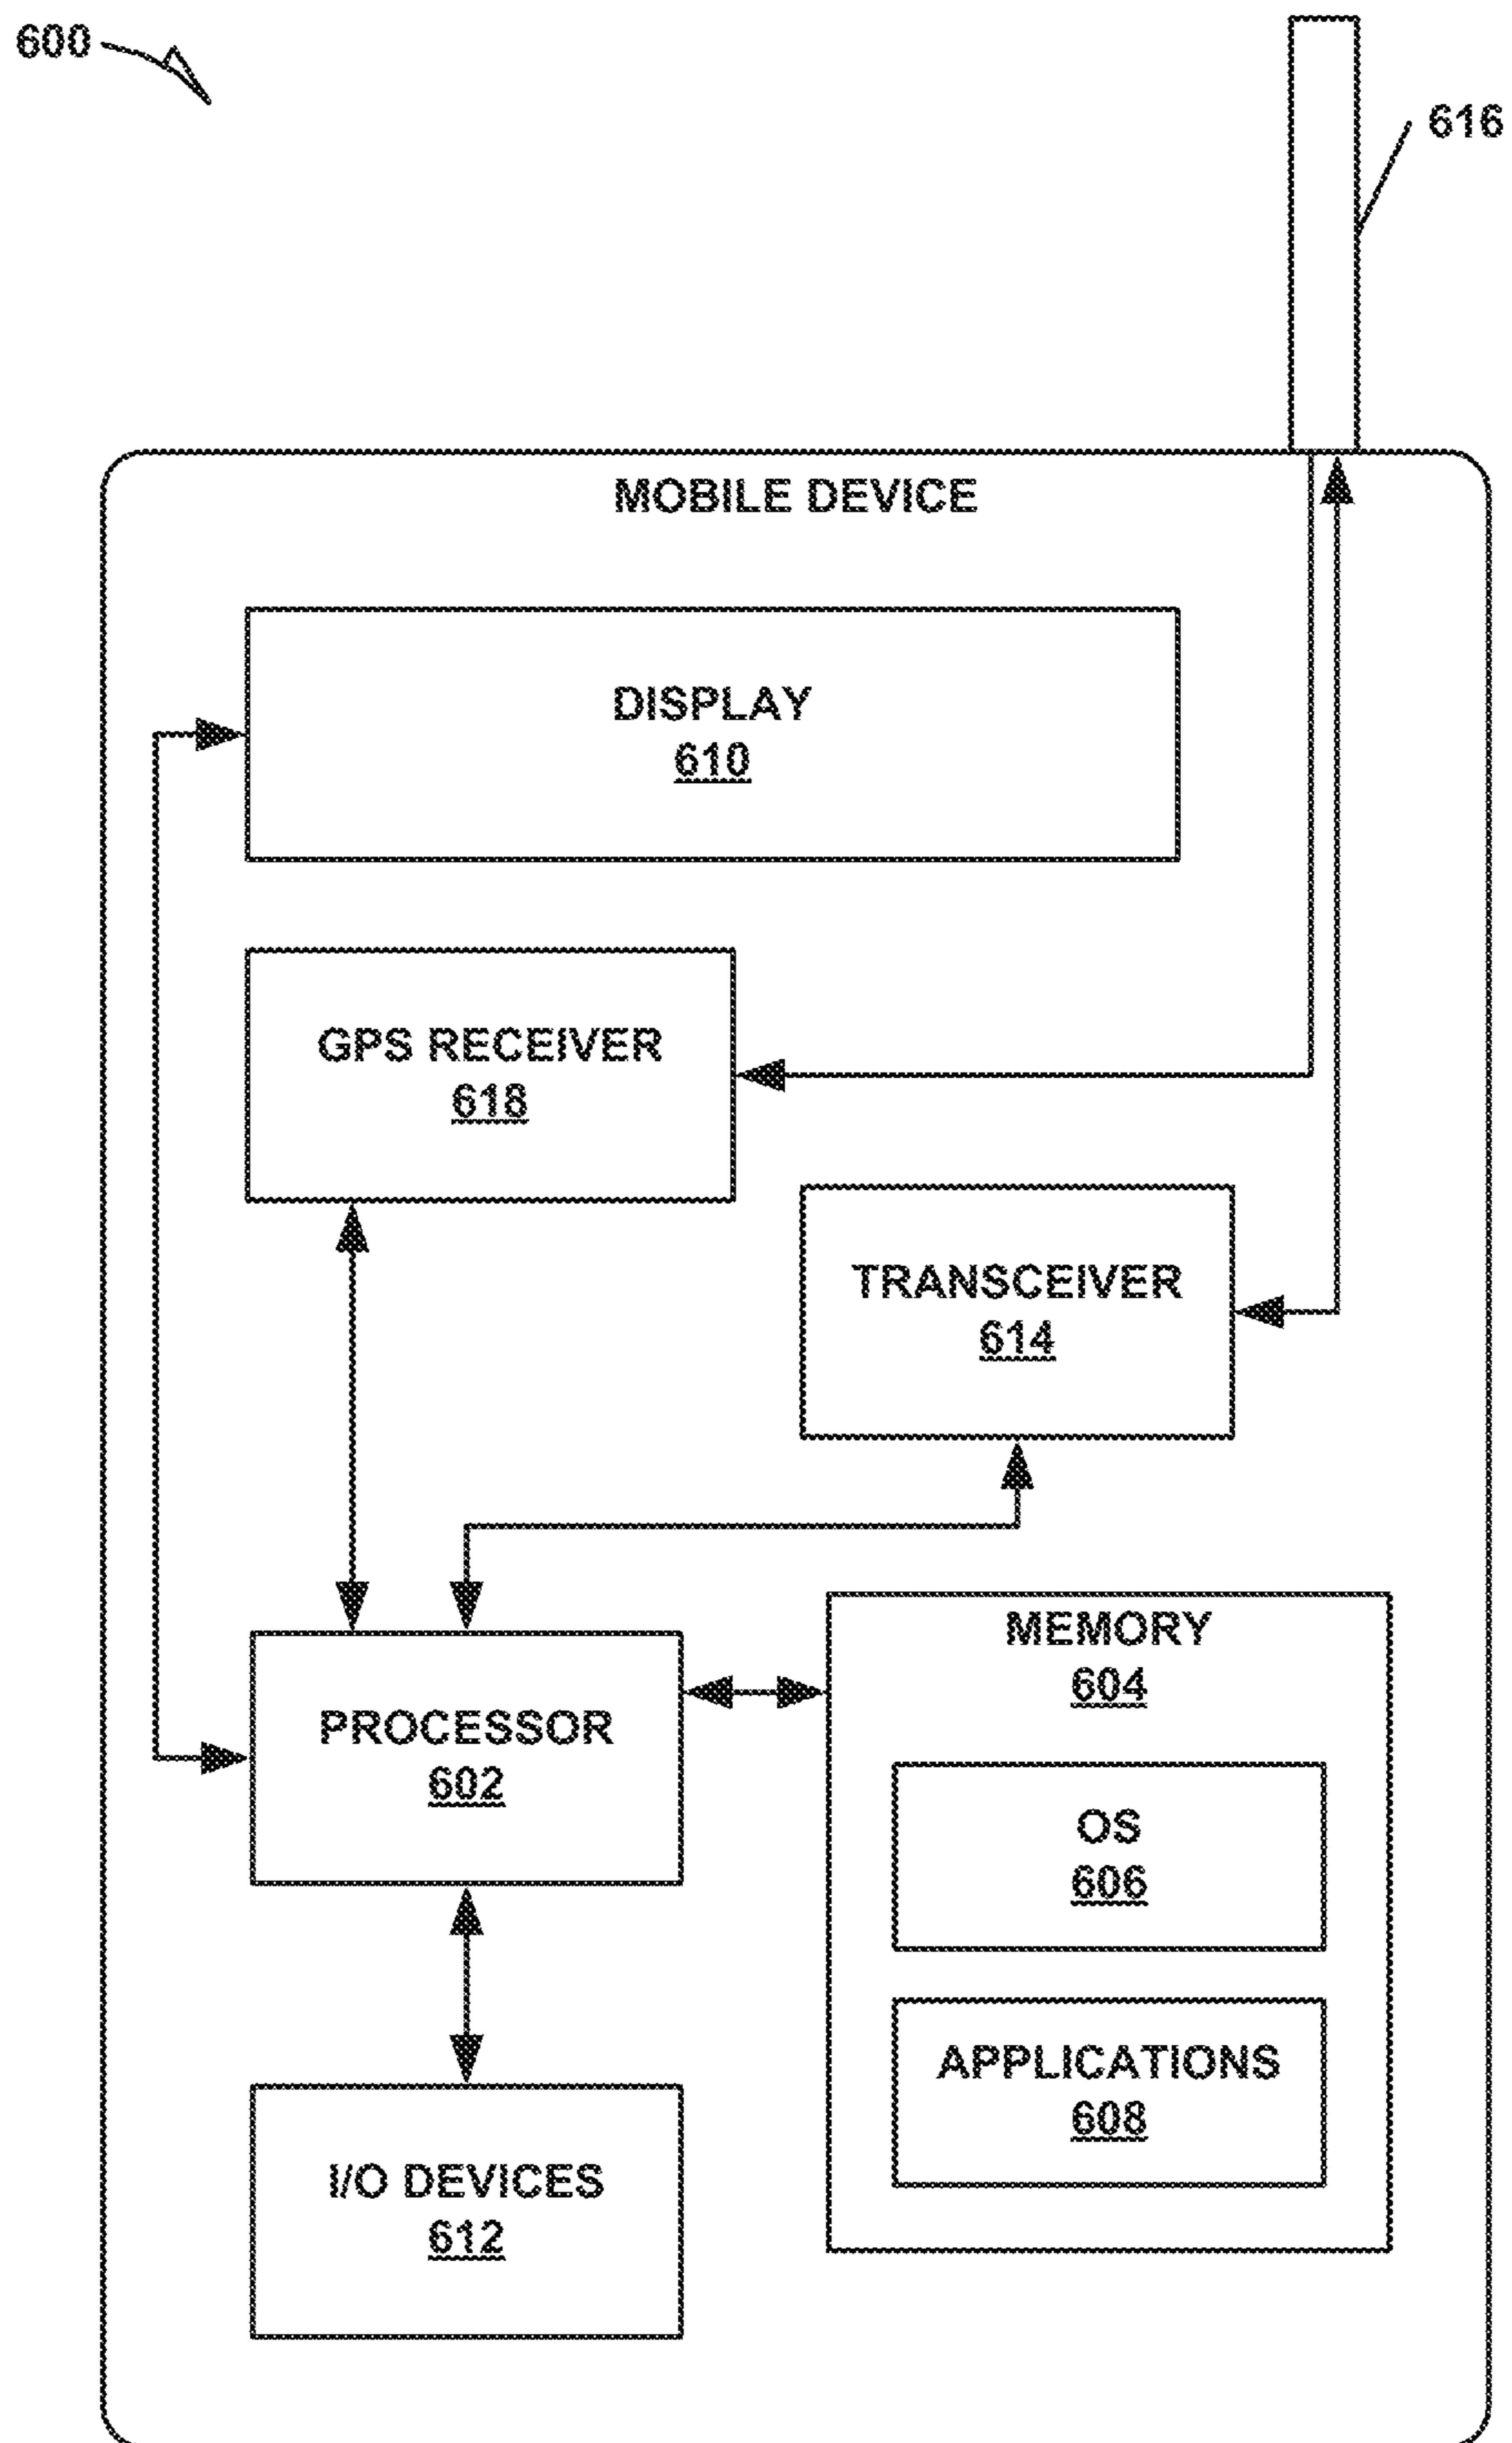 600
616
MOBILE DEVICE
DISPLAY
610
GPS RECEIVER
618
TRANSCEIVER
614
MEMORY
604
PROCESSOR
602
OS
606
APPLICATIONS
608
I/O DEVICES
612